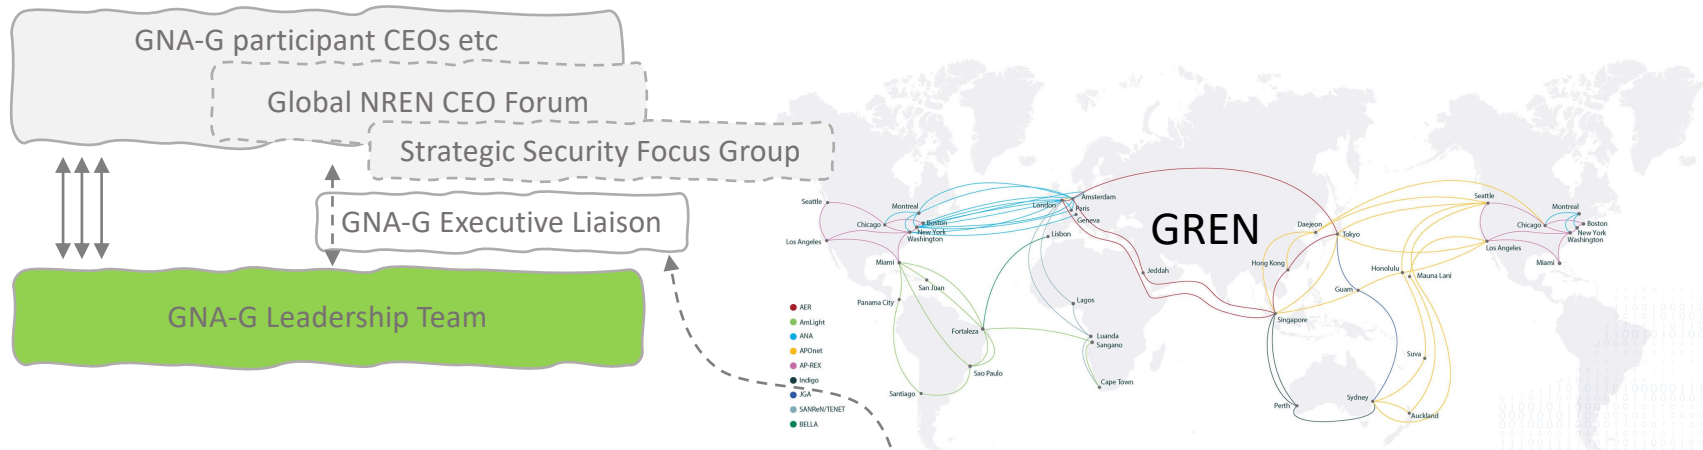 GNA-G participant CEOs etc
Global NREN CEO Forum
Strategic Security Focus Group
GNA-G Executive Liaison
GNA-G Leadership Team
GREN
Seattle
Chicago
Montreal
Boston
New York
Washington
Los Angeles
Miami
San Juan
Panama City
Fortaleza
Sao Paulo
Santiago
London
Amsterdam
Paris
Geneva
Lisbon
Jeddah
Lagos
Luanda
Sangano
Cape Town
Daejeon
Tokyo
Hong Kong
Guam
Singapore
Perth
Sydney
Suva
Auckland
Honolulu
Mauna Lani
Seattle
Chicago
Montreal
Boston
New York
Washington
Los Angeles
Miami
AER
AmLight
ANA
APOnet
AP-REX
Indigo
JGA
SANReN/TENET
BELLA